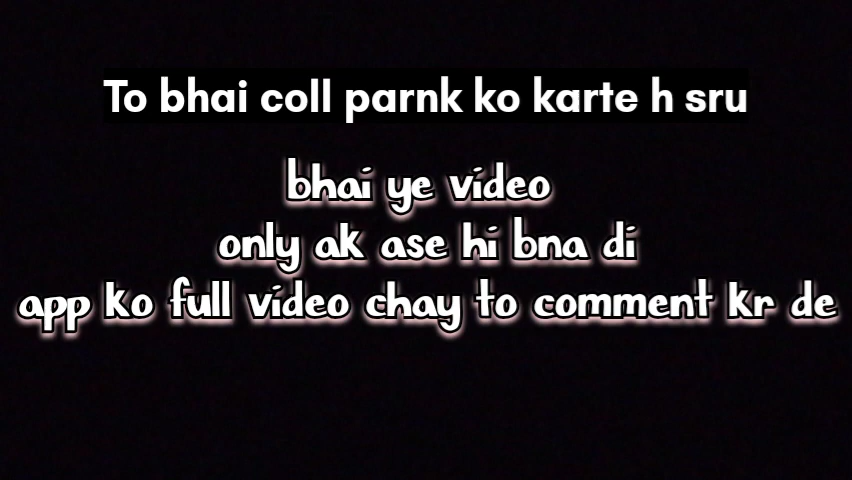 To bhai coll parnk ko karte h sru
bhai ye video
only ak ase hi bna di
app ko full video chay to comment kr de